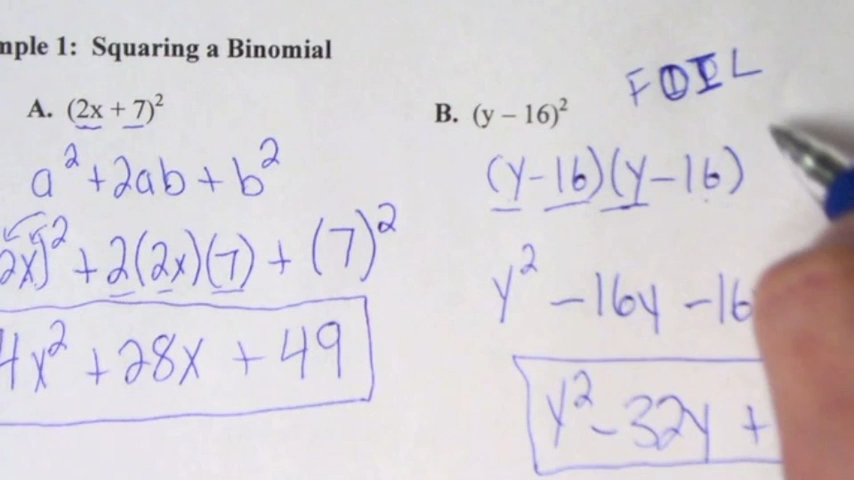 mple 1: Squaring a Binomial
A. (2x + 7)²
a² + 2ab + b²
2x)² + 2(2x)(7) + (7)²
4x² + 28x + 49
B. (y – 16)²
FOIL
(y - 16)(y - 16)
y² - 16y - 16
y² - 32y +